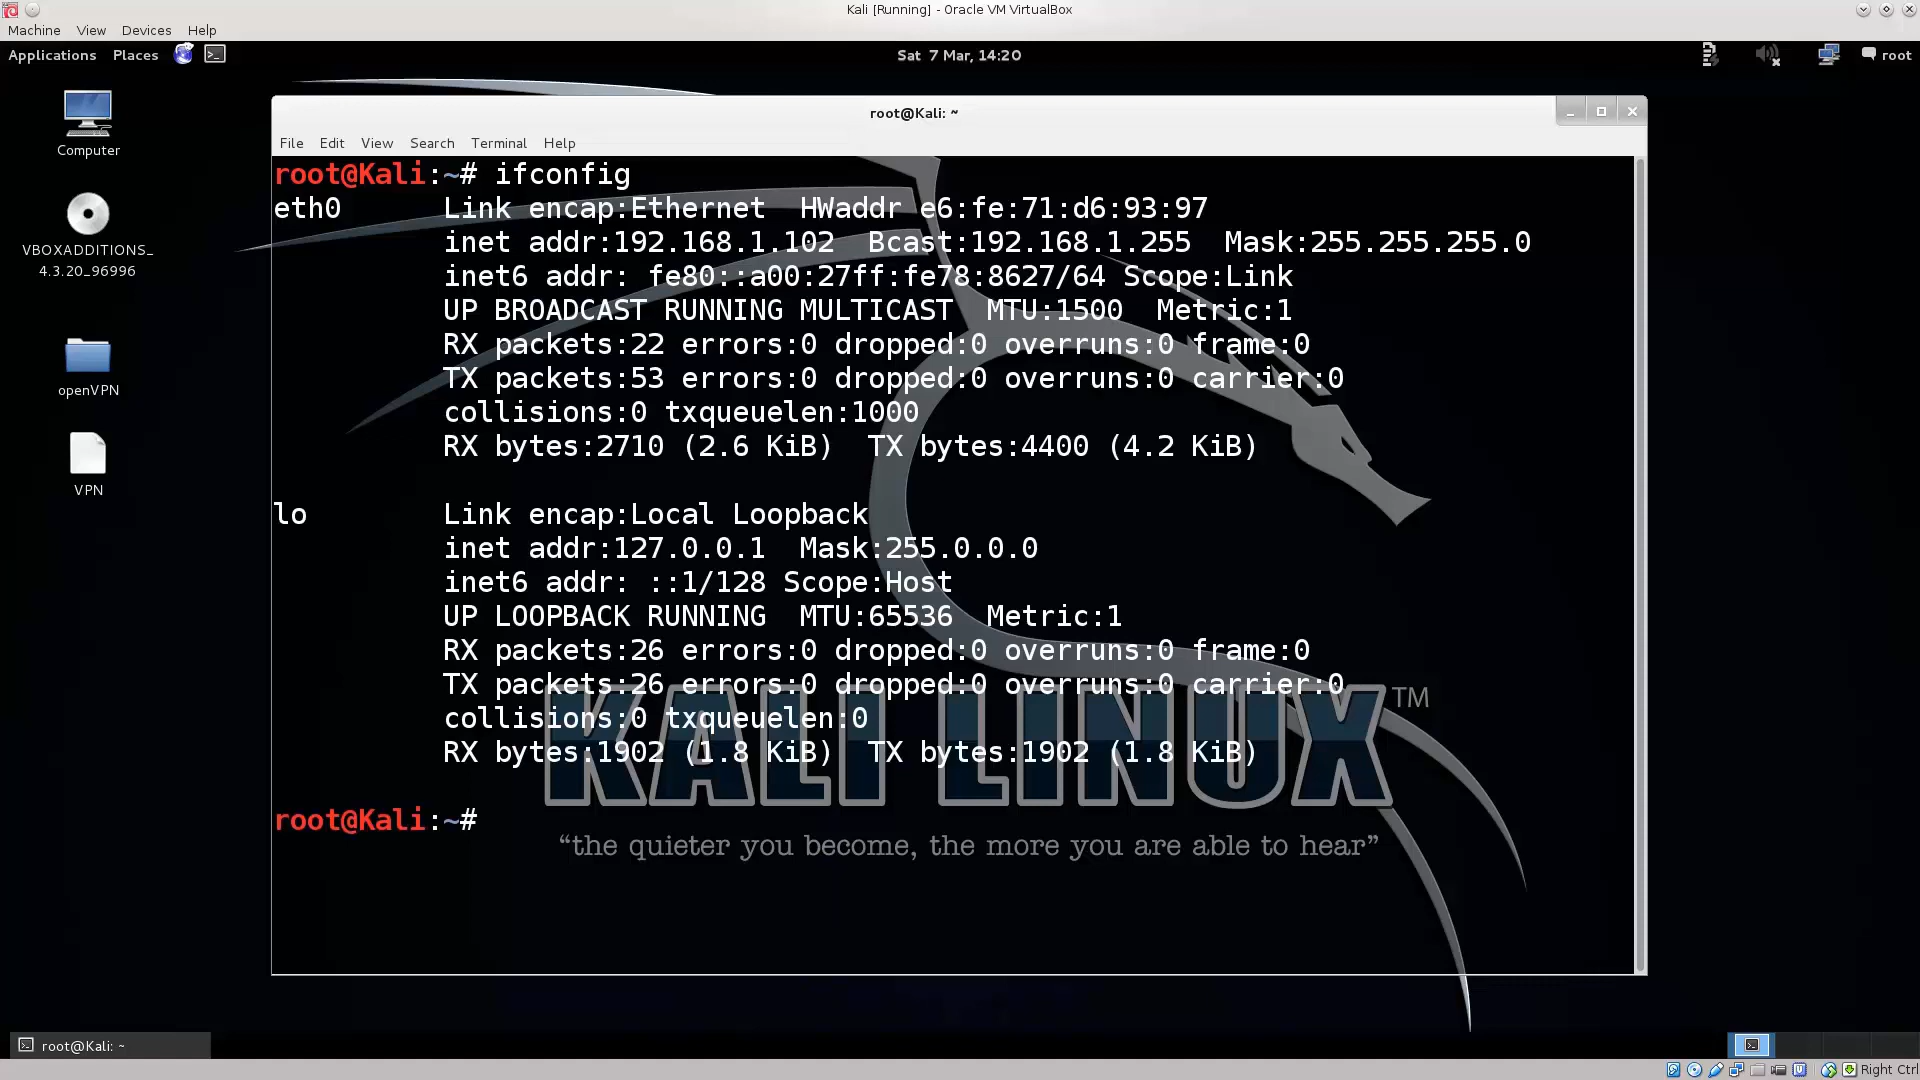 Kali [Running] - Oracle VM VirtualBox
Machine View Devices Help
Applications Places Sat 7 Mar, 14:20 root
Computer
VBOXADDITIONS_
4.3.20_96996
openVPN
VPN
root@Kali: ~
File Edit View Search Terminal Help
root@Kali:~# ifconfig
eth0 Link encap:Ethernet HWaddr e6:fe:71:d6:93:97
inet addr:192.168.1.102 Bcast:192.168.1.255 Mask:255.255.255.0
inet6 addr: fe80::a00:27ff:fe78:8627/64 Scope:Link
UP BROADCAST RUNNING MULTICAST MTU:1500 Metric:1
RX packets:22 errors:0 dropped:0 overruns:0 frame:0
TX packets:53 errors:0 dropped:0 overruns:0 carrier:0
collisions:0 txqueuelen:1000
RX bytes:2710 (2.6 KiB) TX bytes:4400 (4.2 KiB)
lo Link encap:Local Loopback
inet addr:127.0.0.1 Mask:255.0.0.0
inet6 addr: ::1/128 Scope:Host
UP LOOPBACK RUNNING MTU:65536 Metric:1
RX packets:26 errors:0 dropped:0 overruns:0 frame:0
TX packets:26 errors:0 dropped:0 overruns:0 carrier:0
collisions:0 txqueuelen:0
RX bytes:1902 (1.8 KiB) TX bytes:1902 (1.8 KiB)
root@Kali:~#
KALI LINUX TM
“the quieter you become, the more you are able to hear”
root@Kali: ~
Right Ctrl